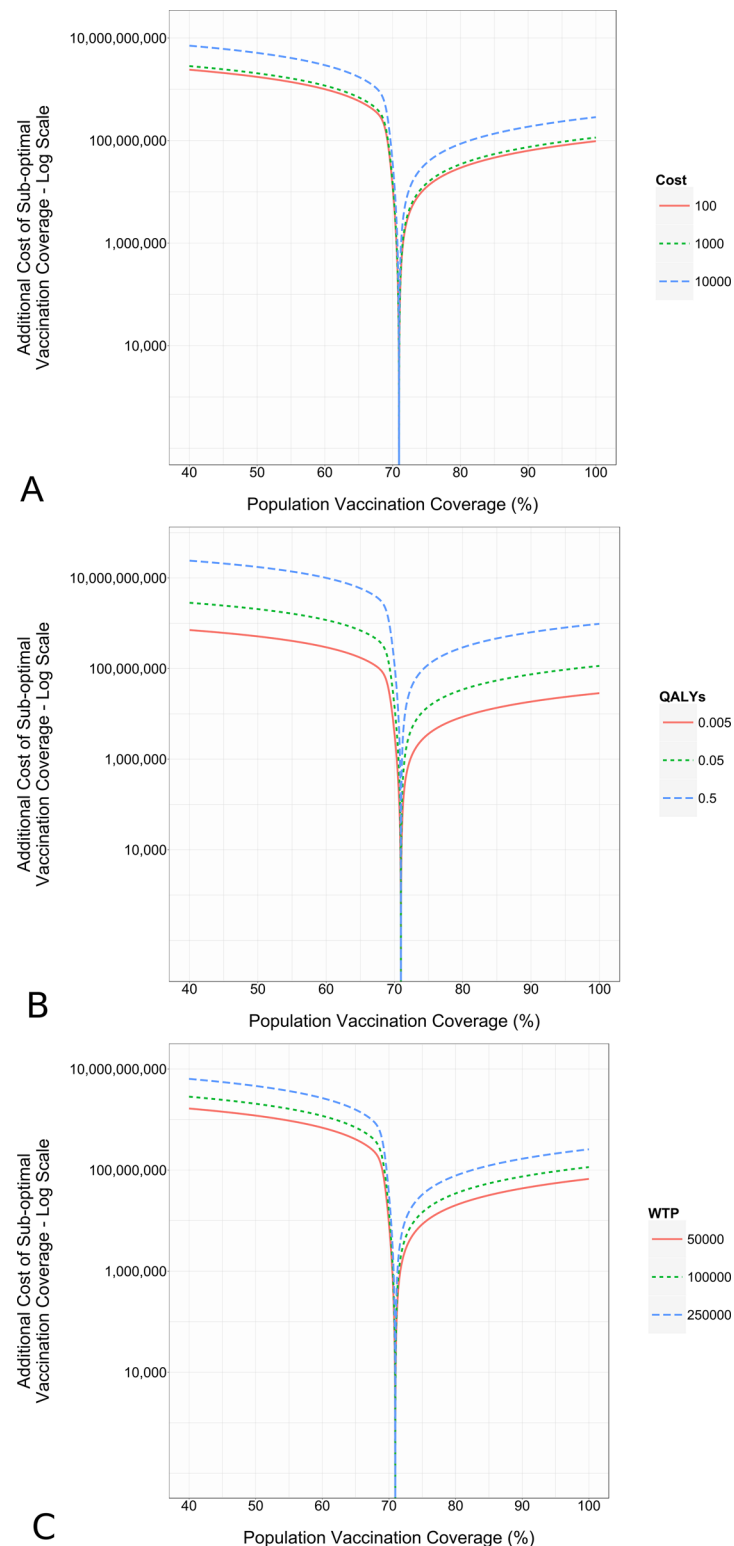 10,000,000,000
100,000,000
1,000,000
10,000
Additional Cost of Sub-optimal
Vaccination Coverage - Log Scale
40 50 60 70 80 90 100
Population Vaccination Coverage (%)
Cost
100
1000
10000
A
10,000,000,000
100,000,000
1,000,000
10,000
Additional Cost of Sub-optimal
Vaccination Coverage - Log Scale
40 50 60 70 80 90 100
Population Vaccination Coverage (%)
QALYs
0.005
0.05
0.5
B
10,000,000,000
100,000,000
1,000,000
10,000
Additional Cost of Sub-optimal
Vaccination Coverage - Log Scale
40 50 60 70 80 90 100
Population Vaccination Coverage (%)
WTP
50000
100000
250000
C